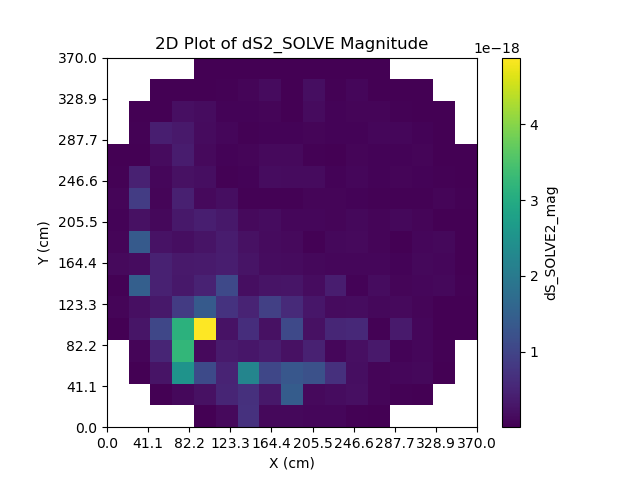 2D Plot of dS2_SOLVE Magnitude
1e−18
370.0
328.9
287.7
246.6
205.5
164.4
123.3
82.2
41.1
0.0
Y (cm)
0.0 41.1 82.2 123.3 164.4 205.5 246.6 287.7 328.9 370.0
X (cm)
4
3
2
1
dS_SOLVE2_mag